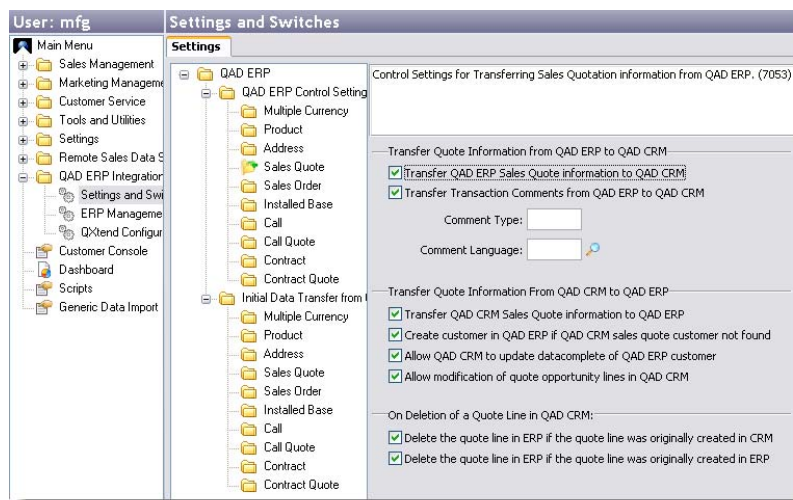 User: mfg
Settings and Switches
Main Menu
Sales Management
Marketing Manageme
Customer Service
Tools and Utilities
Settings
Remote Sales Data S
QAD ERP Integration
Settings and Swi
ERP Manageme
QXtend Configur
Customer Console
Dashboard
Scripts
Generic Data Import
Settings
QAD ERP
QAD ERP Control Setting
Multiple Currency
Product
Address
Sales Quote
Sales Order
Installed Base
Call
Call Quote
Contract
Contract Quote
Initial Data Transfer from
Multiple Currency
Product
Address
Sales Quote
Sales Order
Installed Base
Call
Call Quote
Contract
Contract Quote
Control Settings for Transferring Sales Quotation information from QAD ERP. (7053)
Transfer Quote Information from QAD ERP to QAD CRM
Transfer QAD ERP Sales Quote information to QAD CRM
Transfer Transaction Comments from QAD ERP to QAD CRM
Comment Type:
Comment Language:
Transfer Quote Information From QAD CRM to QAD ERP
Transfer QAD CRM Sales Quote information to QAD ERP
Create customer in QAD ERP if QAD CRM sales quote customer not found
Allow QAD CRM to update datacomplete of QAD ERP customer
Allow modification of quote opportunity lines in QAD CRM
On Deletion of a Quote Line in QAD CRM:
Delete the quote line in ERP if the quote line was originally created in CRM
Delete the quote line in ERP if the quote line was originally created in ERP